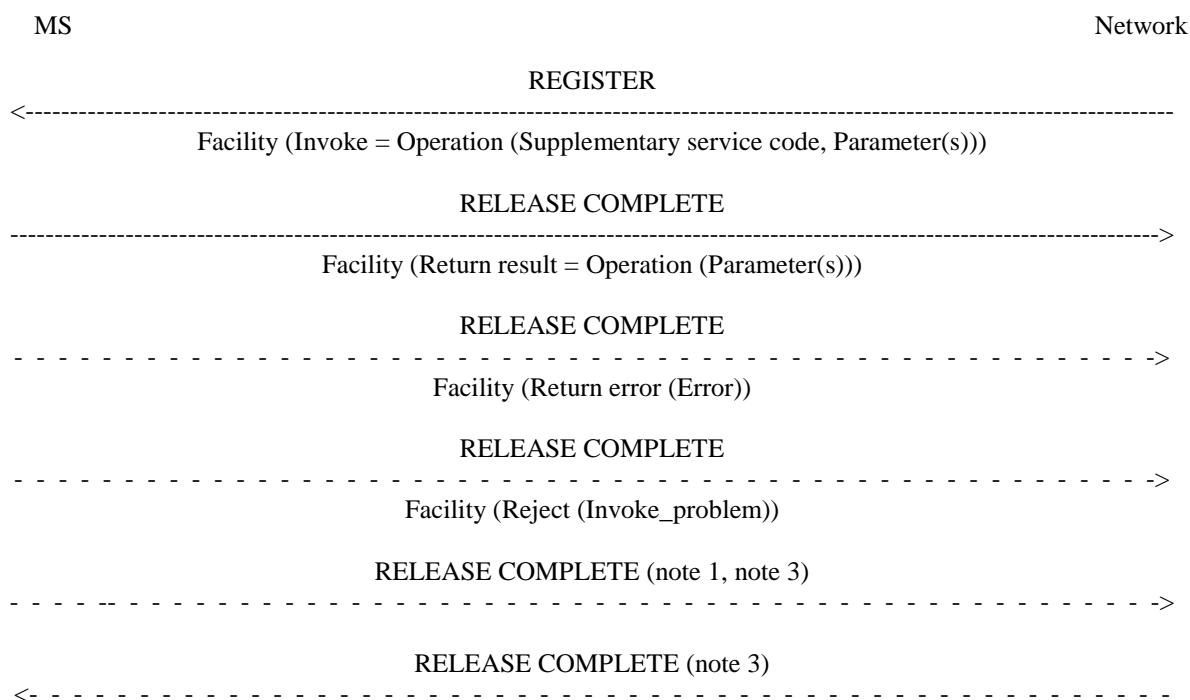 MS Network
REGISTER
<----------------------------------------------------------------------------------------------------------------------------------
Facility (Invoke = Operation (Supplementary service code, Parameter(s)))
RELEASE COMPLETE
---------------------------------------------------------------------------------------------------------------------------------->
Facility (Return result = Operation (Parameter(s)))
RELEASE COMPLETE
- - - - - - - - - - - - - - - - - - - - - - - - - - - - - - - - - - - - - - - - - - - - - - - - - - - ->
Facility (Return error (Error))
RELEASE COMPLETE
- - - - - - - - - - - - - - - - - - - - - - - - - - - - - - - - - - - - - - - - - - - - - - - - - - - ->
Facility (Reject (Invoke_problem))
RELEASE COMPLETE (note 1, note 3)
- - - - -- - - - - - - - - - - - - - - - - - - - - - - - - - - - - - - - - - - - - - - - - - - - - - - ->
RELEASE COMPLETE (note 3)
<- - - - - - - - - - - - - - - - - - - - - - - - - - - - - - - - - - - - - - - - - - - - - - - - - - - -